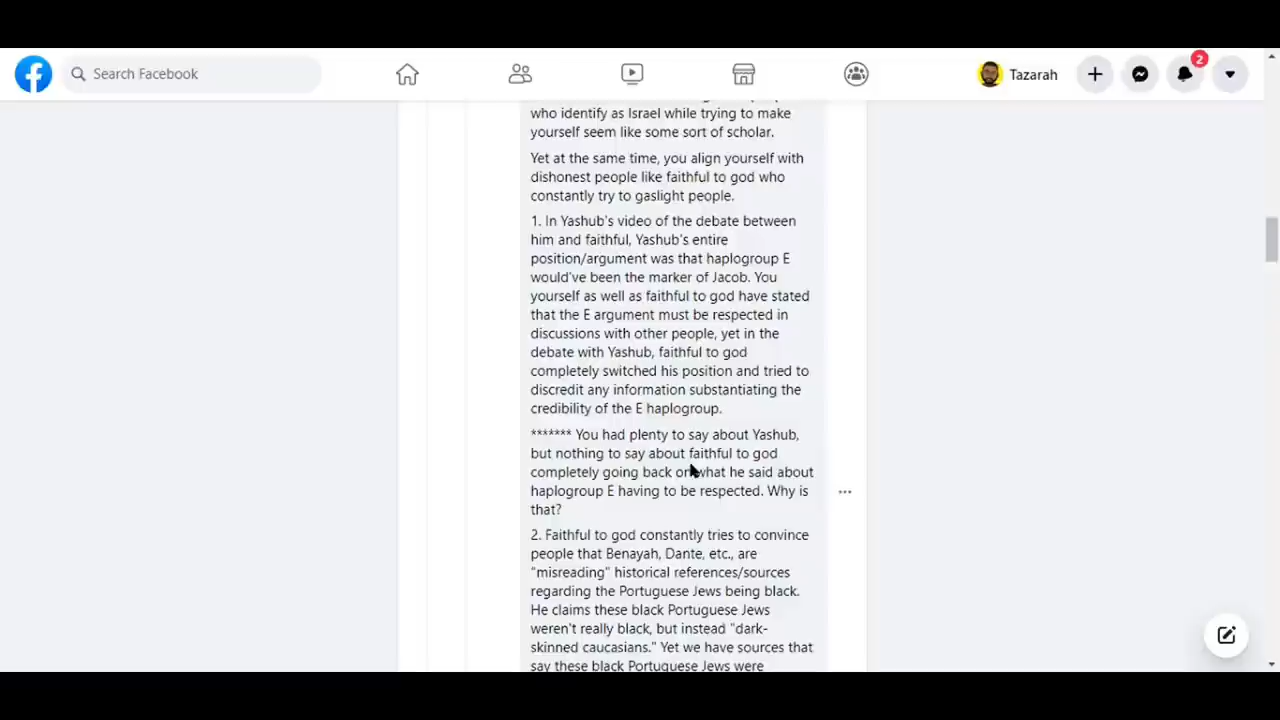 Search Facebook
Tazarah
2
who identify as Israel while trying to make
yourself seem like some sort of scholar.
Yet at the same time, you align yourself with
dishonest people like faithful to god who
constantly try to gaslight people.
1. In Yashub's video of the debate between
him and faithful, Yashub's entire
position/argument was that haplogroup E
would've been the marker of Jacob. You
yourself as well as faithful to god have stated
that the E argument must be respected in
discussions with other people, yet in the
debate with Yashub, faithful to god
completely switched his position and tried to
discredit any information substantiating the
credibility of the E haplogroup.
******* You had plenty to say about Yashub,
but nothing to say about faithful to god
completely going back on what he said about
haplogroup E having to be respected. Why is
that?
2. Faithful to god constantly tries to convince
people that Benayah, Dante, etc., are
"misreading" historical references/sources
regarding the Portuguese Jews being black.
He claims these black Portuguese Jews
weren't really black, but instead "dark-
skinned caucasians." Yet we have sources that
say these black Portuguese Jews were